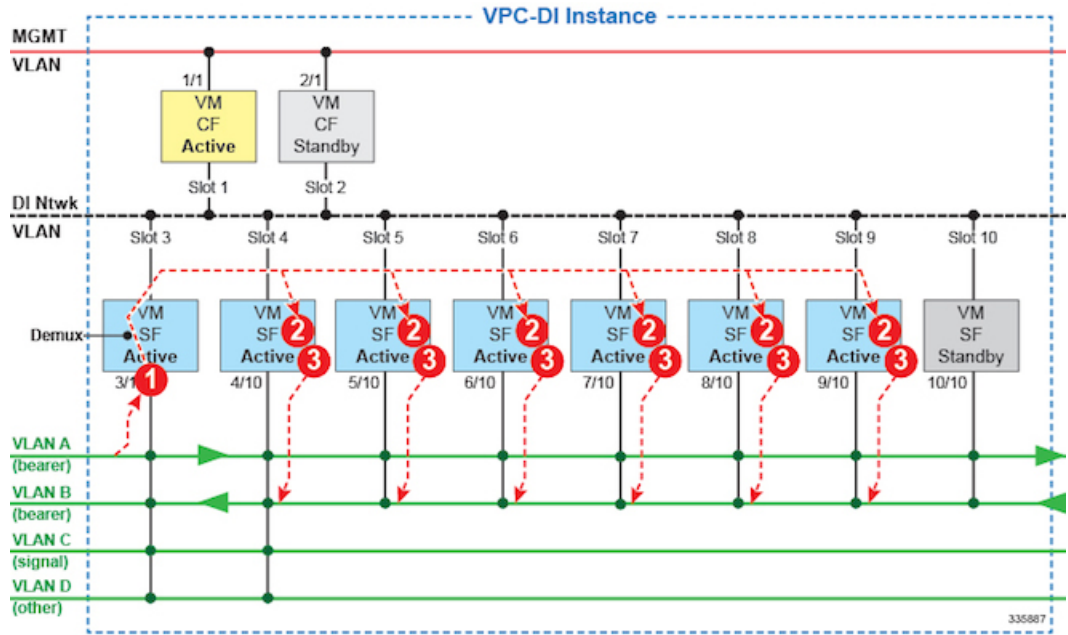 VPC-DI Instance
MGMT
VLAN
1/1
2/1
VM
CF
Active
VM
CF
Standby
Slot 1
Slot 2
DI Ntwk
VLAN
Slot 3
Slot 4
Slot 5
Slot 6
Slot 7
Slot 8
Slot 9
Slot 10
Demux
VM
SF
Active
VM
SF
Active
VM
SF
Active
VM
SF
Active
VM
SF
Active
VM
SF
Active
VM
SF
Active
VM
SF
Standby
2
2
2
2
2
2
3
3
3
3
3
3
1
3/1
4/10
5/10
6/10
7/10
8/10
9/10
10/10
VLAN A
(bearer)
VLAN B
(bearer)
VLAN C
(signal)
VLAN D
(other)
335887